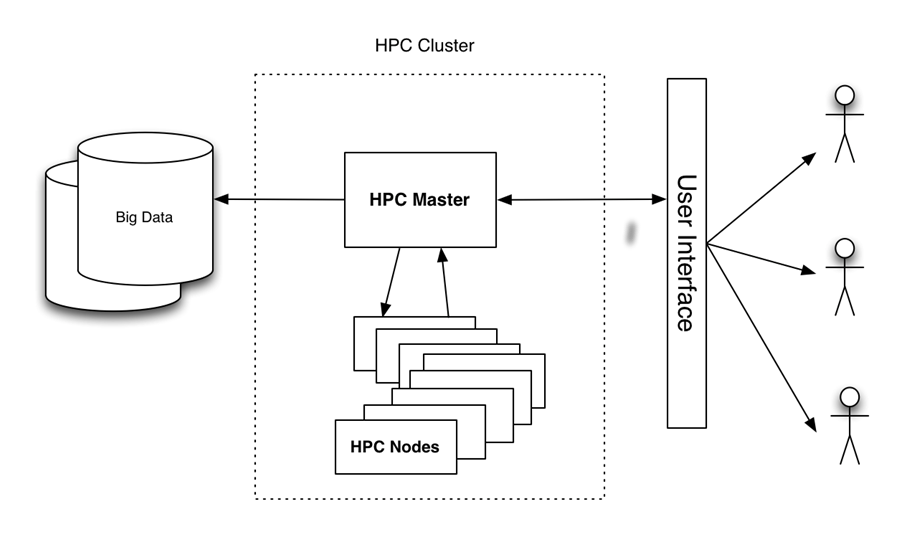 HPC Cluster
Big Data
HPC Master
User Interface
HPC Nodes